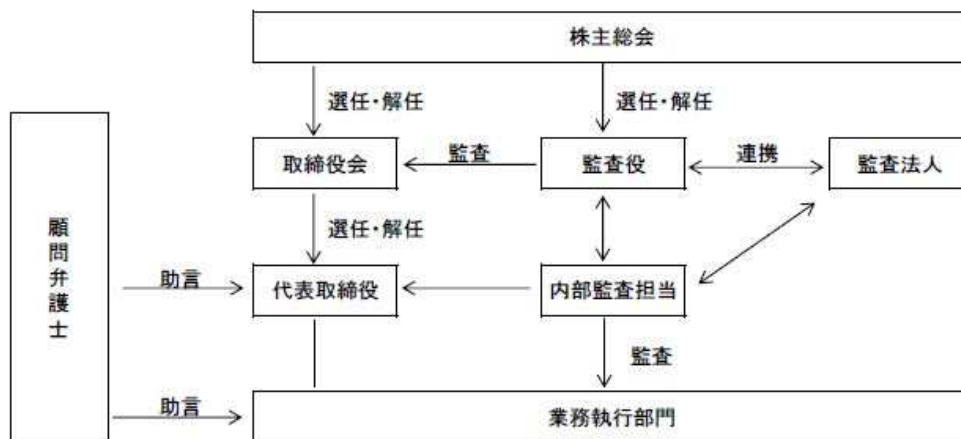 株主総会
選任・解任
選任・解任
取締役会
監査
監査役
連携
監査法人
選任・解任
顧問弁護士
助言
代表取締役
内部監査担当
監査
助言
業務執行部門